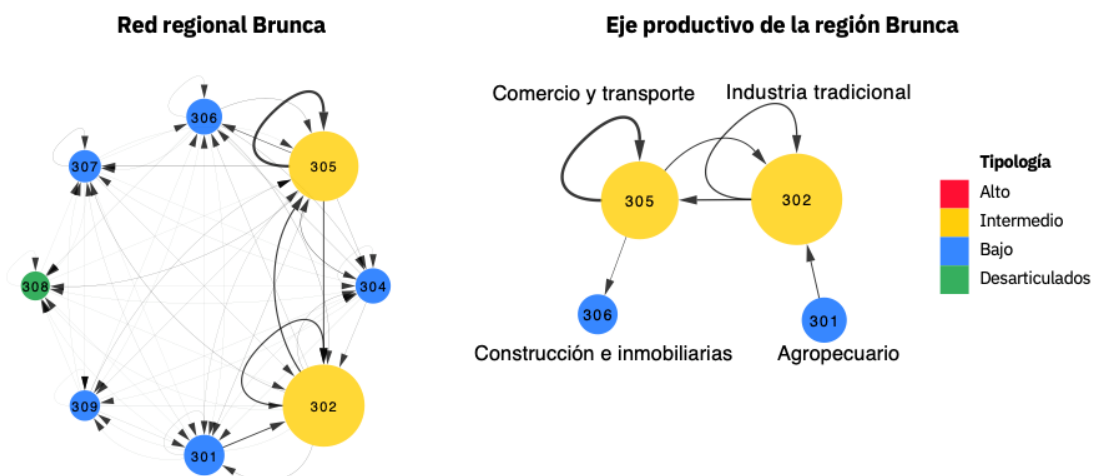 Red regional Brunca
306
305
307
308
304
309
302
301
Eje productivo de la región Brunca
Comercio y transporte
Industria tradicional
305
302
306
301
Construcción e inmobiliarias
Agropecuario
Tipología
Alto
Intermedio
Bajo
Desarticulados